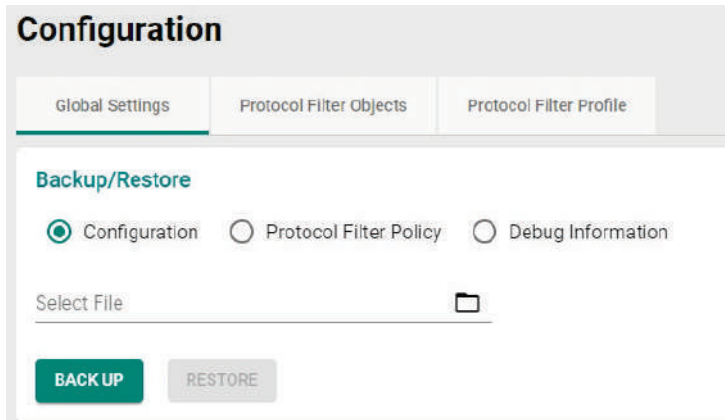 Configuration
Global Settings Protocol Filter Objects Protocol Filter Profile
Backup/Restore
Configuration Protocol Filter Policy Debug Information
Select File
BACK UP RESTORE